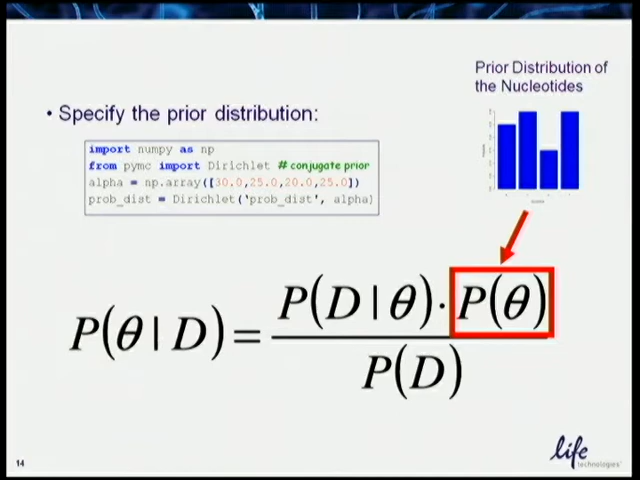 Prior Distribution of
the Nucleotides
• Specify the prior distribution:
import numpy as np
from pymc import Dirichlet # conjugate prior
alpha = np.array([30.0,25.0,20.0,25.0])
prob_dist = Dirichlet('prob_dist', alpha)
P(θ | D) = P(D | θ) · P(θ)
P(D)
14
life
technologies